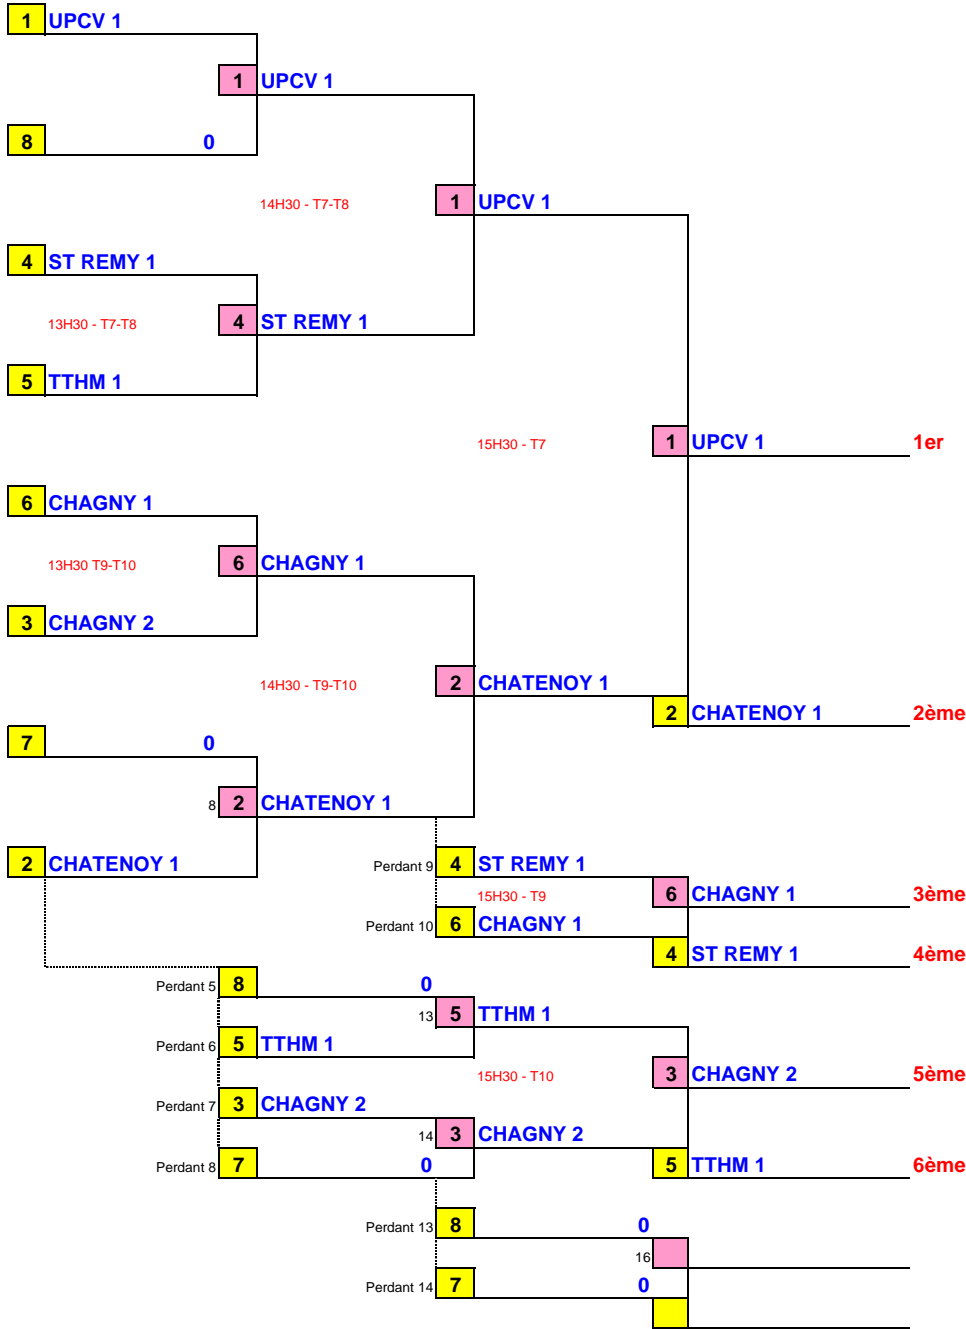 1 UPCV 1
1 UPCV 1
8 0
14H30 - T7-T8 1 UPCV 1
4 ST REMY 1
13H30 - T7-T8 4 ST REMY 1
5 TTHM 1
15H30 - T7 1 UPCV 1 1er
6 CHAGNY 1
13H30 T9-T10 6 CHAGNY 1
3 CHAGNY 2
14H30 - T9-T10 2 CHATENOY 1
2 CHATENOY 1 2ème
7 0
8 2 CHATENOY 1
2 CHATENOY 1 Perdant 9 4 ST REMY 1
15H30 - T9 6 CHAGNY 1 3ème
Perdant 10 6 CHAGNY 1
4 ST REMY 1 4ème
Perdant 5 8 0
13 5 TTHM 1
Perdant 6 5 TTHM 1
15H30 - T10 3 CHAGNY 2 5ème
Perdant 7 3 CHAGNY 2
14 3 CHAGNY 2
Perdant 8 7 0 5 TTHM 1 6ème
Perdant 13 8 0
16
Perdant 14 7 0